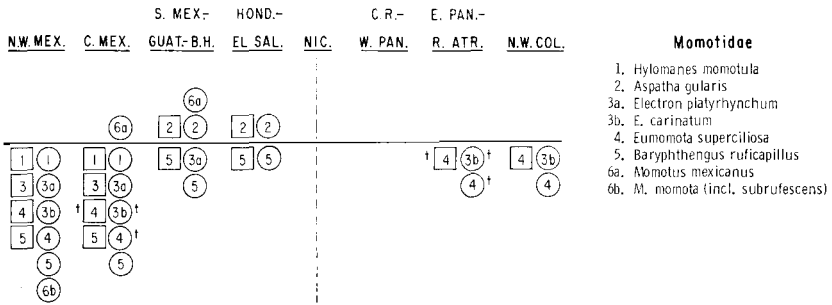 S. MEX.- HOND.- C.R.- E. PAN.-
N.W. MEX. C. MEX. GUAT.-B.H. EL SAL. NIC. W. PAN. R. ATR. N.W. COL.
6a
6a 2 2 2 2
1 1 1 1 5 3a 5 5 † 4 3b † 4 3b
3 3a 3 3a 5 4 † 4
4 3b † 4 3b †
5 4 5 4 †
5 5
6b
Momotidae
1. Hylomanes momotula
2. Aspatha gularis
3a. Electron platyrhynchum
3b. E. carinatum
4. Eumomota superciliosa
5. Baryphthengus ruficapillus
6a. Momotus mexicanus
6b. M. momota (incl. subrufescens)